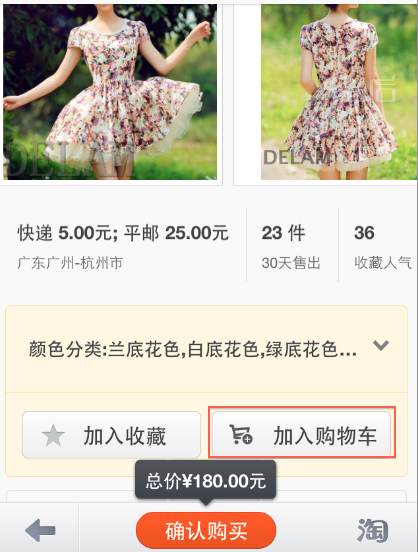 DELAM
DELAM
快递 5.00元; 平邮 25.00元
23 件
36
广东广州-杭州市
30天售出
收藏人气
颜色分类:兰底花色,白底花色,绿底花色...
加入收藏
加入购物车
总价¥180.00元
确认购买
淘